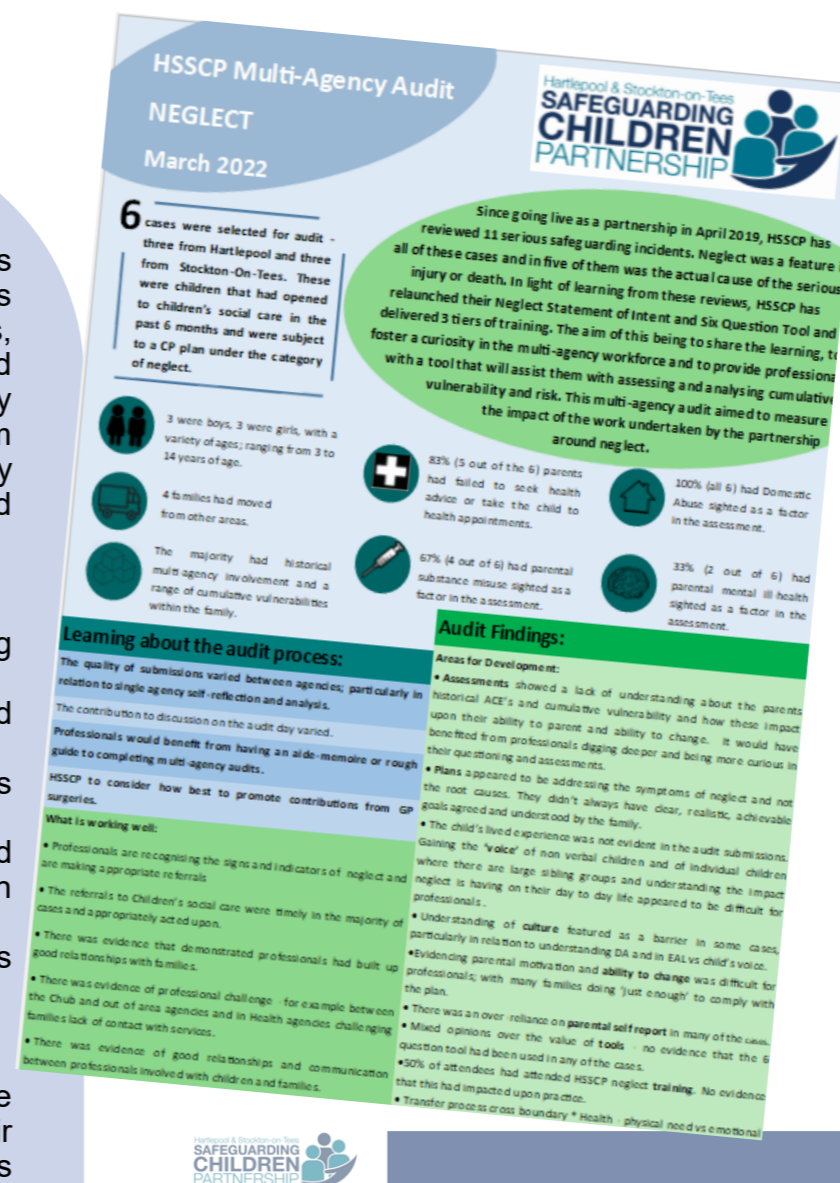 HSSCP Multi-Agency Audit
NEGLECT
March 2022
Hartlepool & Stockton-on-Tees
SAFEGUARDING
CHILDREN
PARTNERSHIP
6 cases were selected for audit -
three from Hartlepool and three
from Stockton-On-Tees. These
were children that had opened
to children's social care in the
past 6 months and were subject
to a CP plan under the category
of neglect.
Since going live as a partnership in April 2019, HSSCP has
reviewed 11 serious safeguarding incidents. Neglect was a feature
all of these cases and in five of them was the actual cause of the serious
injury or death. In light of learning from these reviews, HSSCP has
relaunched their Neglect Statement of Intent and Six Question Tool and
delivered 3 tiers of training. The aim of this being to share the learning, to
foster a curiosity in the multi-agency workforce and to provide professiona
with a tool that will assist them with assessing and analysing cumulative
vulnerability and risk. This multi-agency audit aimed to measure
the impact of the work undertaken by the partnership
around neglect.
3 were boys, 3 were girls, with a
variety of ages; ranging from 3 to
14 years of age.
4 families had moved
from other areas.
The majority had historical
multi agency involvement and a
range of cumulative vulnerabilities
within the family.
83% (5 out of the 6) parents
had failed to seek health
advice or take the child to
health appointments.
67% (4 out of 6) had parental
substance misuse sighted as a
factor in the assessment.
100% (all 6) had Domestic
Abuse sighted as a factor
in the assessment.
33% (2 out of 6) had
parental mental ill-health
sighted as a factor in the
assessment.
Learning about the audit process:
The quality of submissions varied between agencies; particularly in
relation to single agency self-reflection and analysis.
The contribution to discussion on the audit day varied.
Professionals would benefit from having an aide-memoire or rough
guide to completing multi-agency audits.
HSSCP to consider how best to promote contributions from GP
surgeries.
What is working well:
• Professionals are recognising the signs and indicators of neglect and
are making appropriate referrals
• The referrals to Children's social care were timely in the majority of
cases and appropriately acted upon.
• There was evidence that demonstrated professionals had built up
good relationships with families.
• There was evidence of professional challenge - for example between
the Chub and out of area agencies and in Health agencies challenging
families lack of contact with services.
• There was evidence of good relationships and communication
between professionals involved with children and families.
Audit Findings:
Areas for Development:
• Assessments showed a lack of understanding about the parents
historical ACE's and cumulative vulnerability and how these impact
upon their ability to parent and ability to change. It would have
benefited from professionals digging deeper and being more curious in
their questioning and assessments.
• Plans appeared to be addressing the symptoms of neglect and not
the root causes. They didn't always have clear, realistic, achievable
goals agreed and understood by the family.
• The child's lived experience was not evident in the audit submissions.
Gaining the 'voice' of non verbal children and of individual children
where there are large sibling groups and understanding the impact
neglect is having on their day to day life appeared to be difficult for
professionals.
• Understanding of culture featured as a barrier in some cases,
particularly in relation to understanding DA and in EAL vs child's voice.
•Evidencing parental motivation and ability to change was difficult for
professionals; with many families doing 'just enough' to comply with
the plan.
• There was an over-reliance on parental self report in many of the cases.
• Mixed opinions over the value of tools - no evidence that the 6
question tool had been used in any of the cases.
•50% of attendees had attended HSSCP neglect training. No evidence
that this had impacted upon practice.
• Transfer process cross boundary * Health - physical need vs emotional
Hartlepool & Stockton-on-Tees
SAFEGUARDING
CHILDREN
PARTNERSHIP